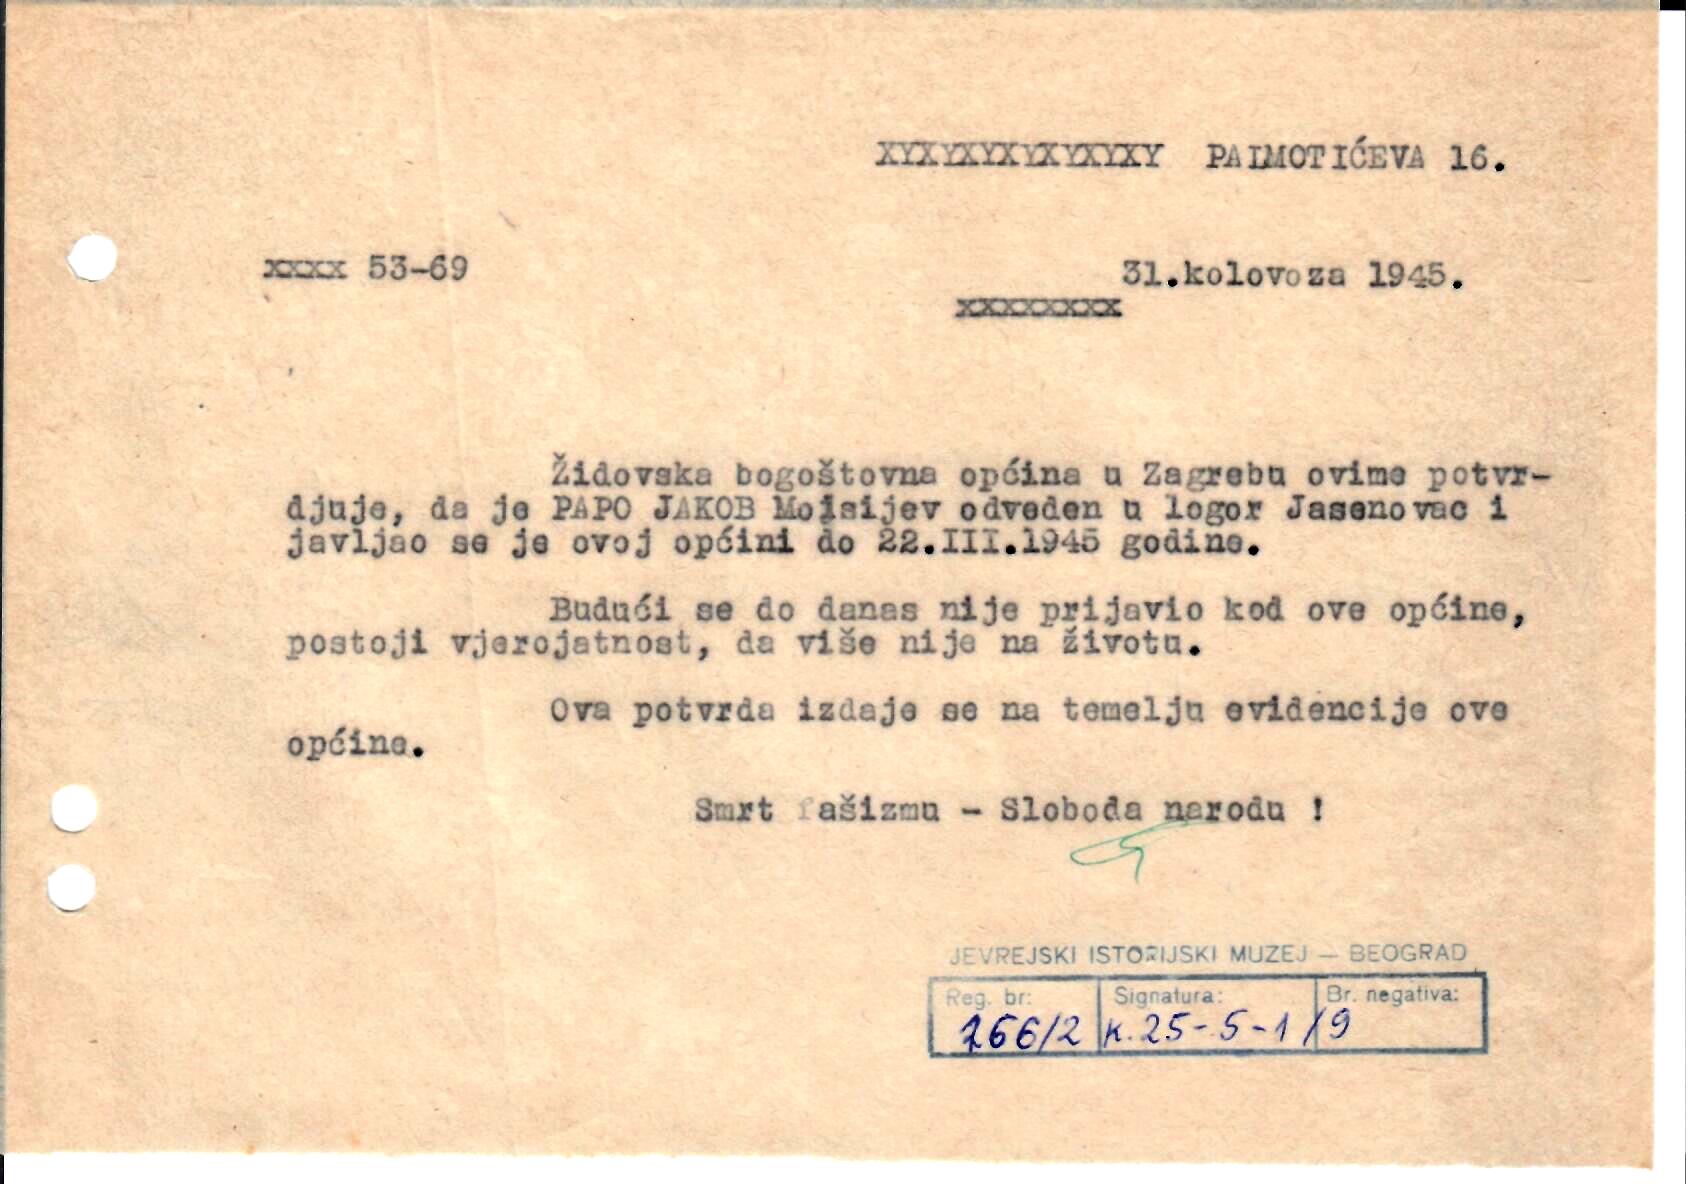 XYXYXYXYXYXYXY PALMOTIĆEVA 16.
xxxx 53-69
31.kolovoza 1945.
xxxxxxxx
Židovska bogoštovna općina u Zagrebu ovime potvr-
djuje, da je PAPO JAKOB Moisijev odveden u logor Jasenovac i
javljao se je ovoj općini do 22.III.1945 godine.
Budući se do danas nije prijavio kod ove općine,
postoji vjerojatnost, da više nije na životu.
Ova potvrda izdaje se na temelju evidencije ove
općine.
Smrt fašizmu - Sloboda narodu !
JEVREJSKI ISTORIJSKI MUZEJ — BEOGRAD
Reg. br: Signatura: Br. negativa:
266/2 K. 25-5-1/9